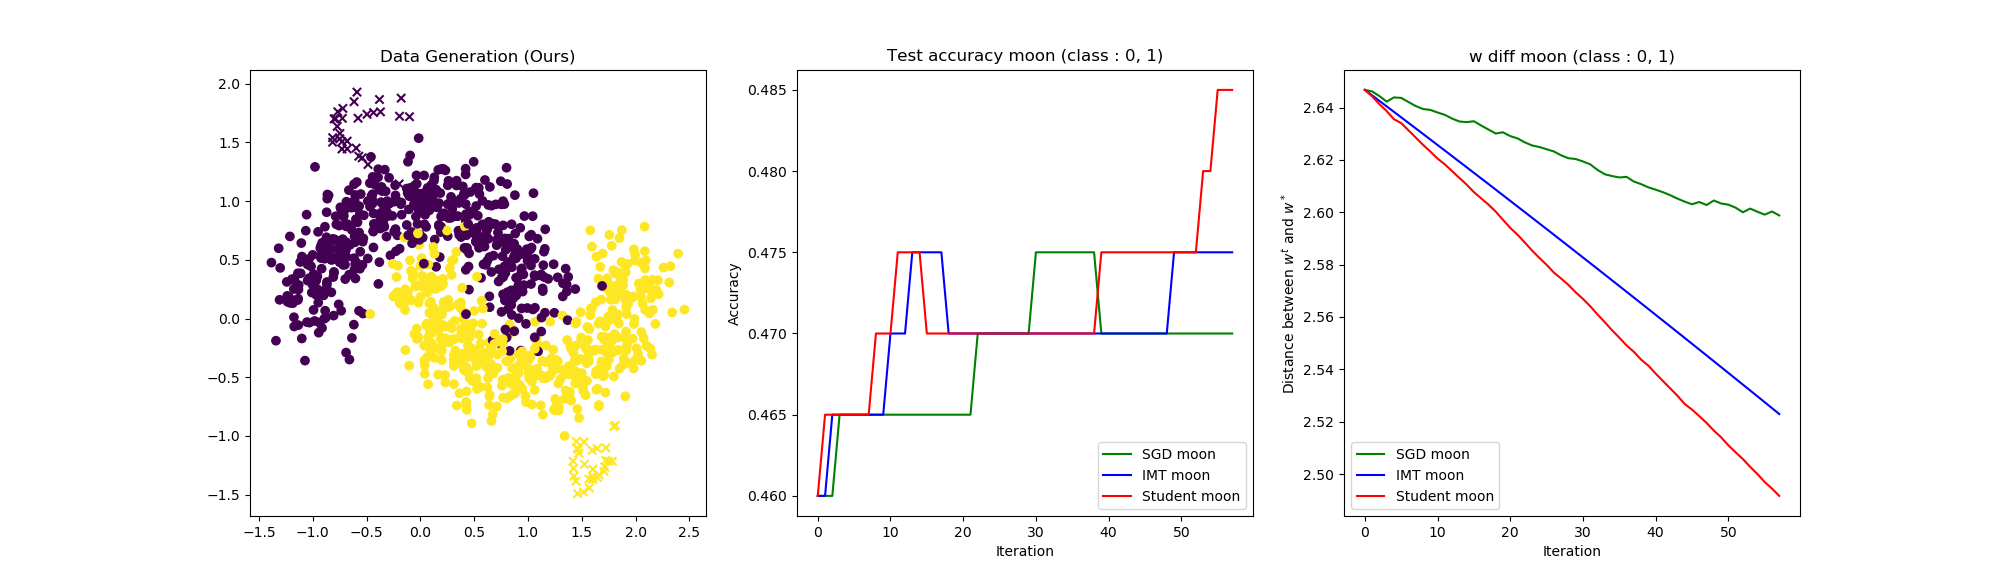 Data Generation (Ours)
2.0
1.5
1.0
0.5
0.0
−0.5
−1.0
−1.5
−1.5 −1.0 −0.5 0.0 0.5 1.0 1.5 2.0 2.5
Test accuracy moon (class : 0, 1)
Accuracy
0.485
0.480
0.475
0.470
0.465
0.460
SGD moon
IMT moon
Student moon
0 10 20 30 40 50
Iteration
w diff moon (class : 0, 1)
Distance between w^t and w^*
2.64
2.62
2.60
2.58
2.56
2.54
2.52
2.50
SGD moon
IMT moon
Student moon
0 10 20 30 40 50
Iteration